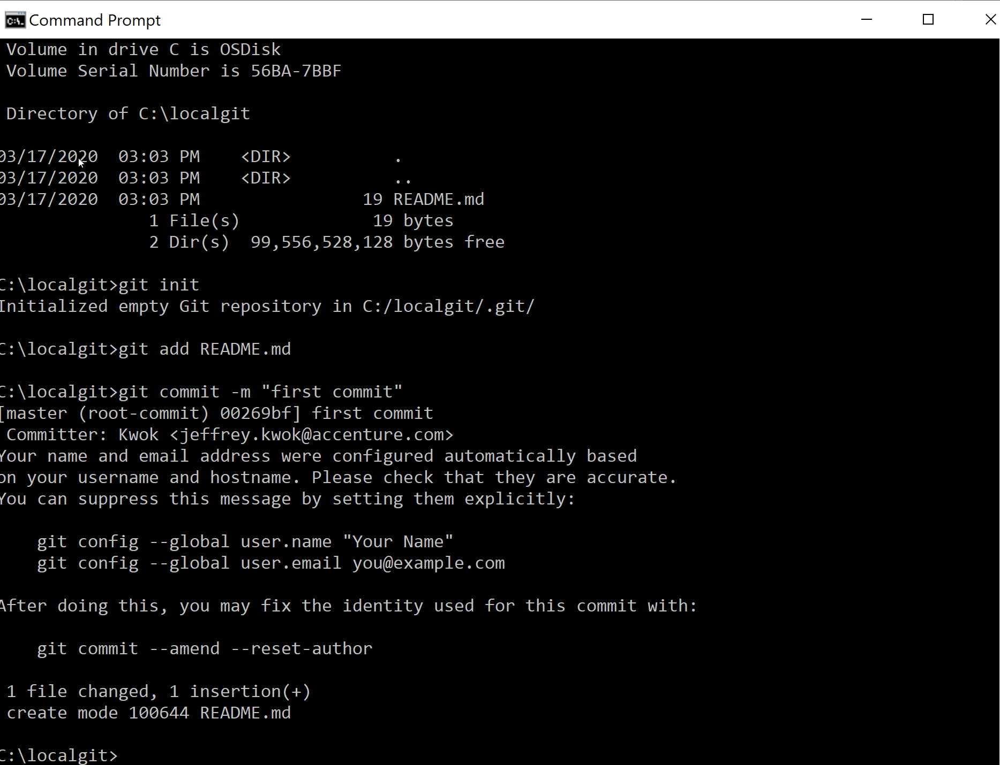 Command Prompt
Volume in drive C is OSDisk
Volume Serial Number is 56BA-7BBF
Directory of C:\localgit
03/17/2020  03:03 PM    <DIR>          .
03/17/2020  03:03 PM    <DIR>          ..
03/17/2020  03:03 PM                19 README.md
1 File(s)             19 bytes
2 Dir(s)  99,556,528,128 bytes free
C:\localgit>git init
Initialized empty Git repository in C:/localgit/.git/
C:\localgit>git add README.md
C:\localgit>git commit -m "first commit"
[master (root-commit) 00269bf] first commit
Committer: Kwok <jeffrey.kwok@accenture.com>
Your name and email address were configured automatically based
on your username and hostname. Please check that they are accurate.
You can suppress this message by setting them explicitly:
git config --global user.name "Your Name"
git config --global user.email you@example.com
After doing this, you may fix the identity used for this commit with:
git commit --amend --reset-author
1 file changed, 1 insertion(+)
create mode 100644 README.md
C:\localgit>